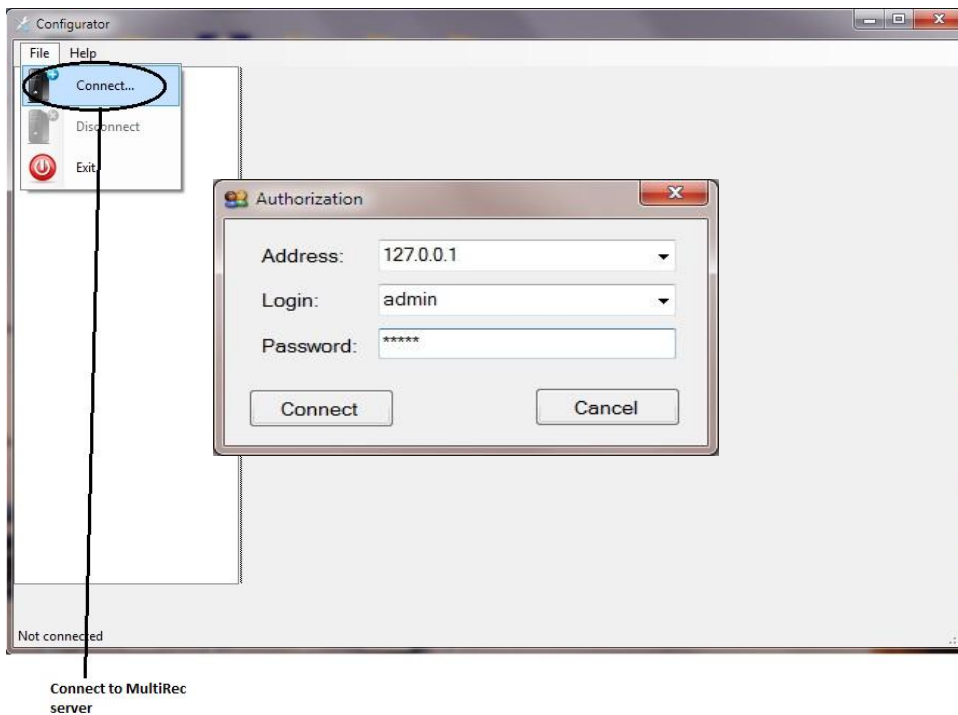 Configurator
File Help
Connect...
Disconnect
Exit
Authorization
Address: 127.0.0.1
Login: admin
Password: *****
Connect Cancel
Not connected
Connect to MultiRec
server